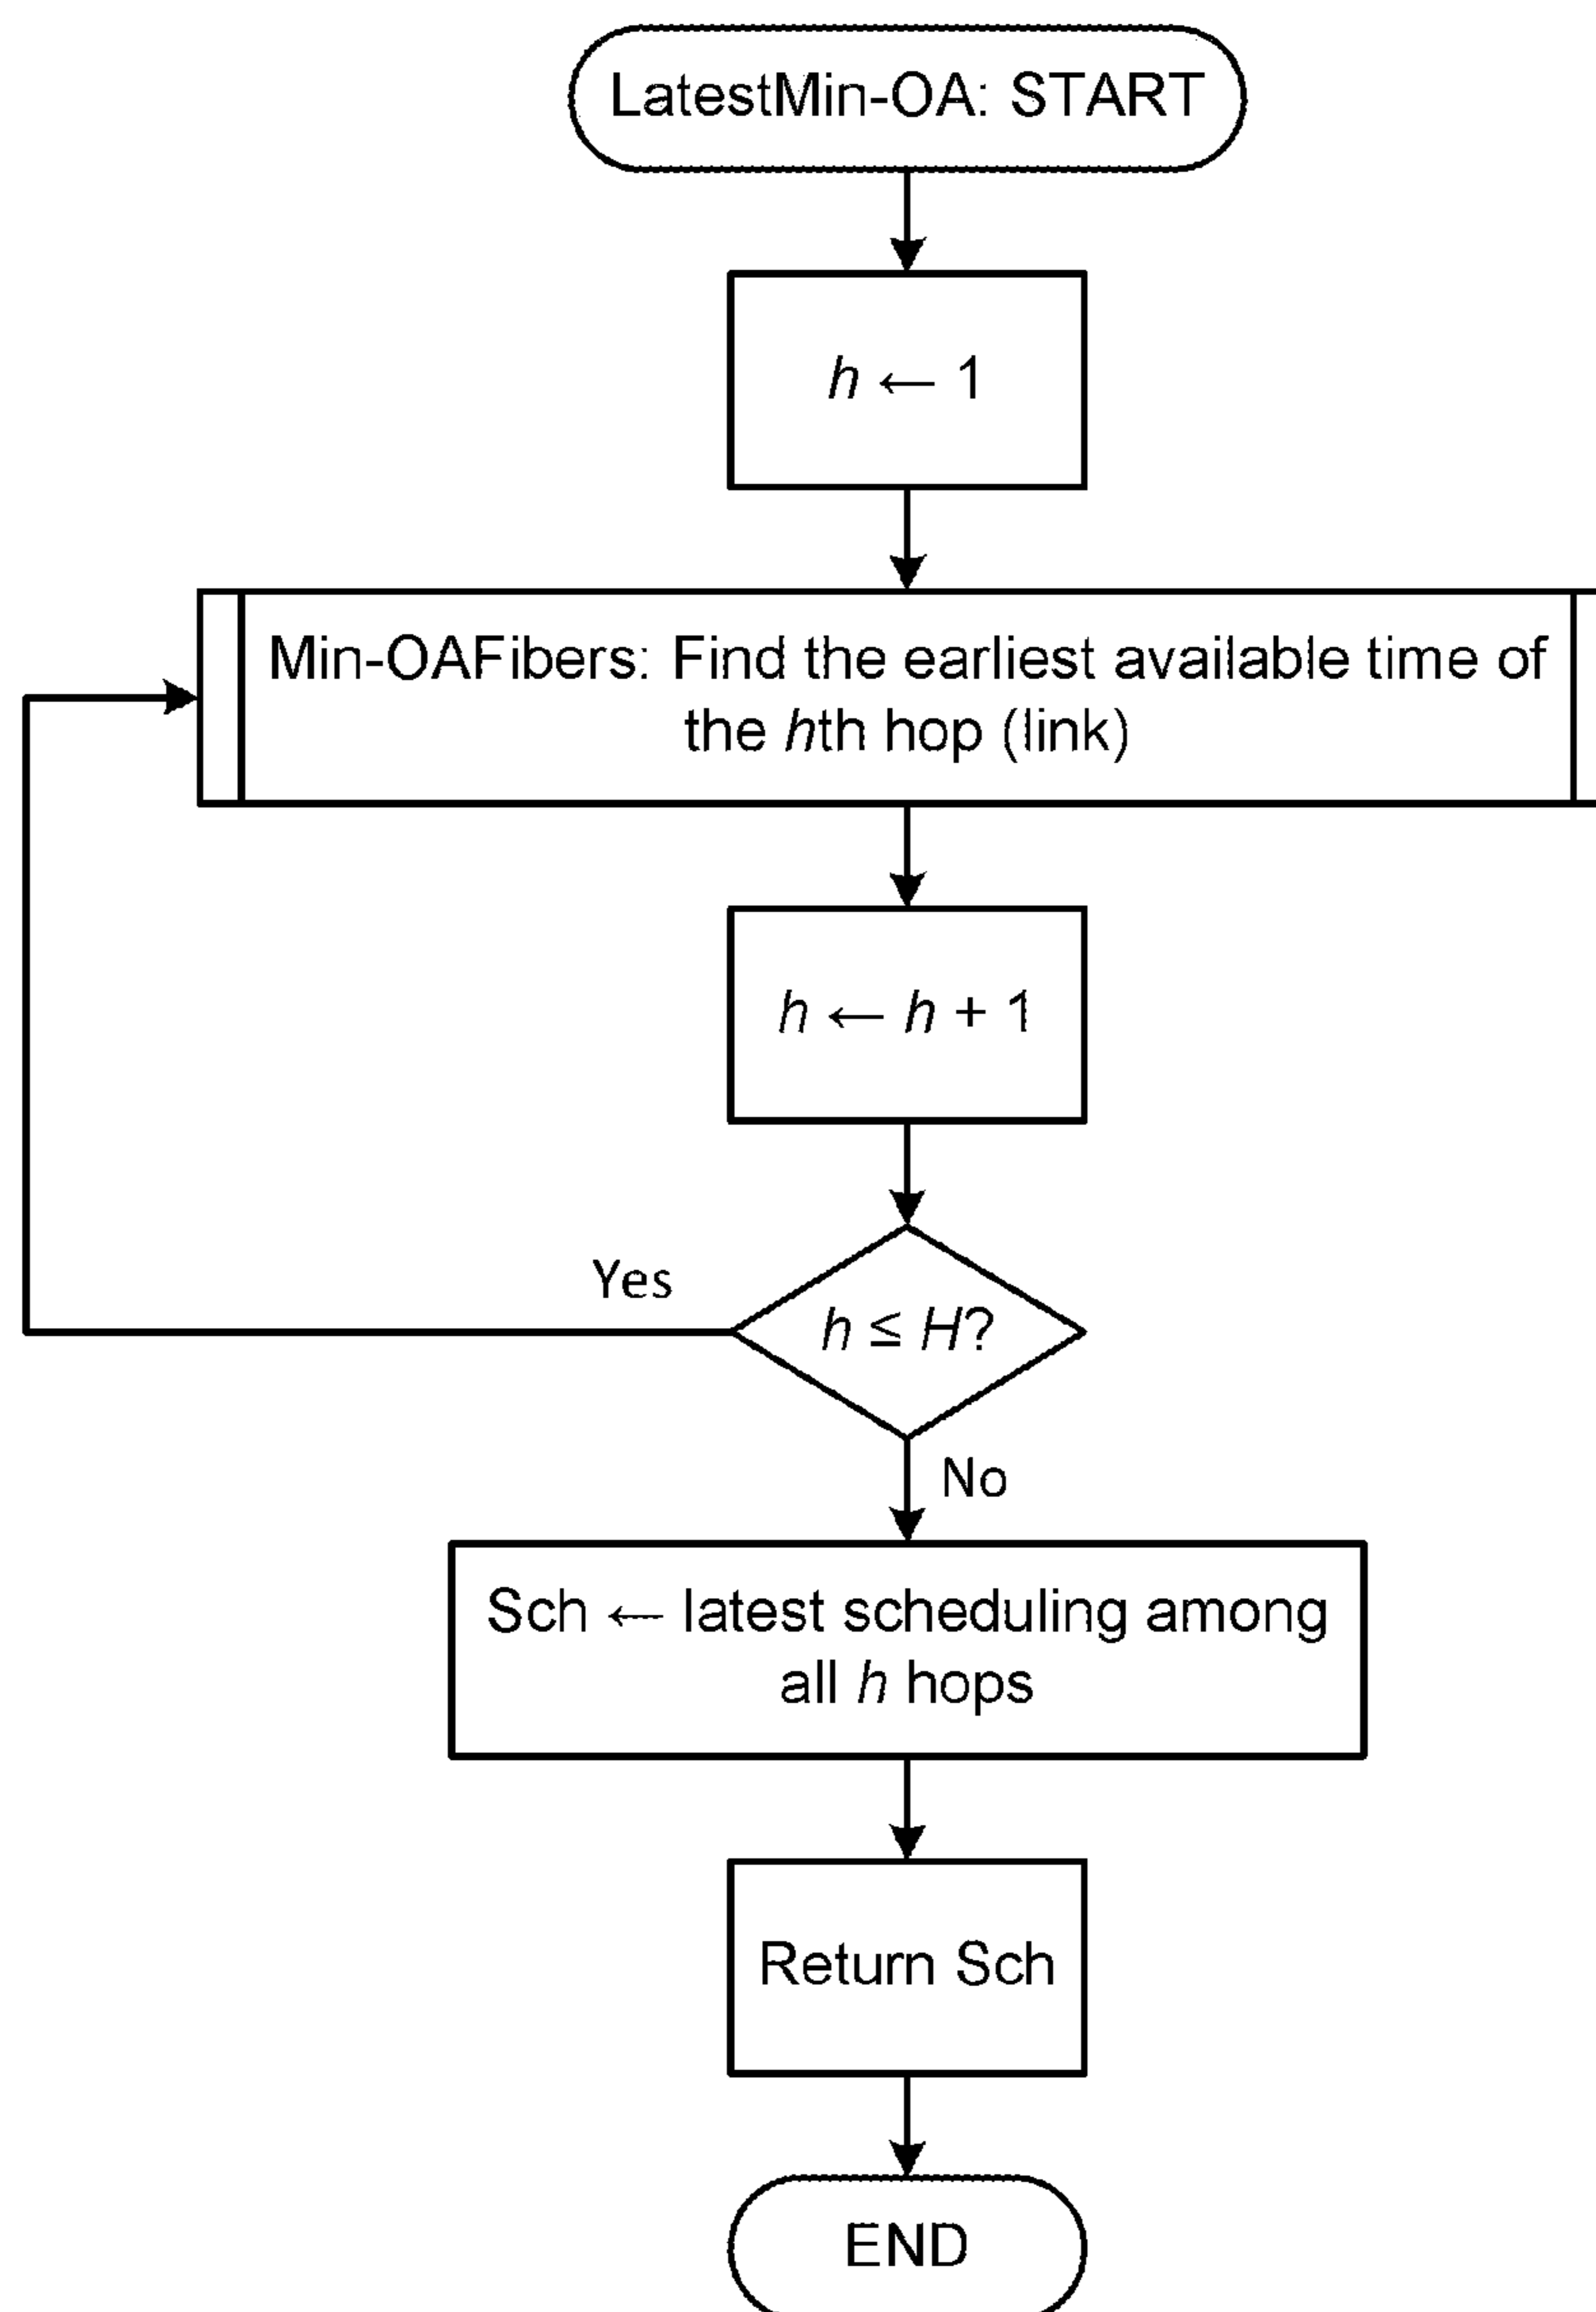 LatestMin-OA: START
h ← 1
Min-OAFibers: Find the earliest available time of
the hth hop (link)
h ← h + 1
Yes
h ≤ H?
No
Sch ← latest scheduling among
all h hops
Return Sch
END